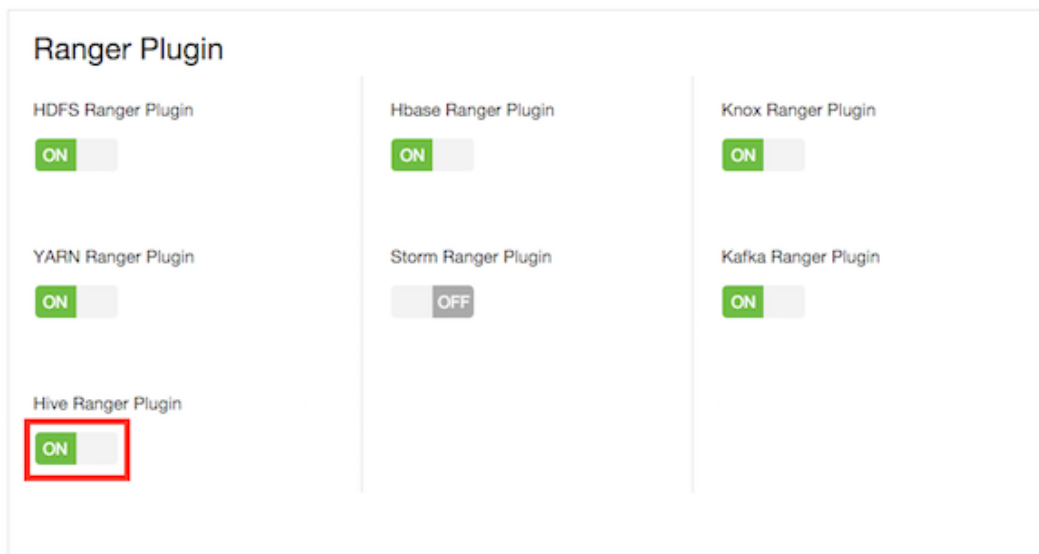 Ranger Plugin
HDFS Ranger Plugin
Hbase Ranger Plugin
Knox Ranger Plugin
ON
ON
ON
YARN Ranger Plugin
Storm Ranger Plugin
Kafka Ranger Plugin
ON
OFF
ON
Hive Ranger Plugin
ON